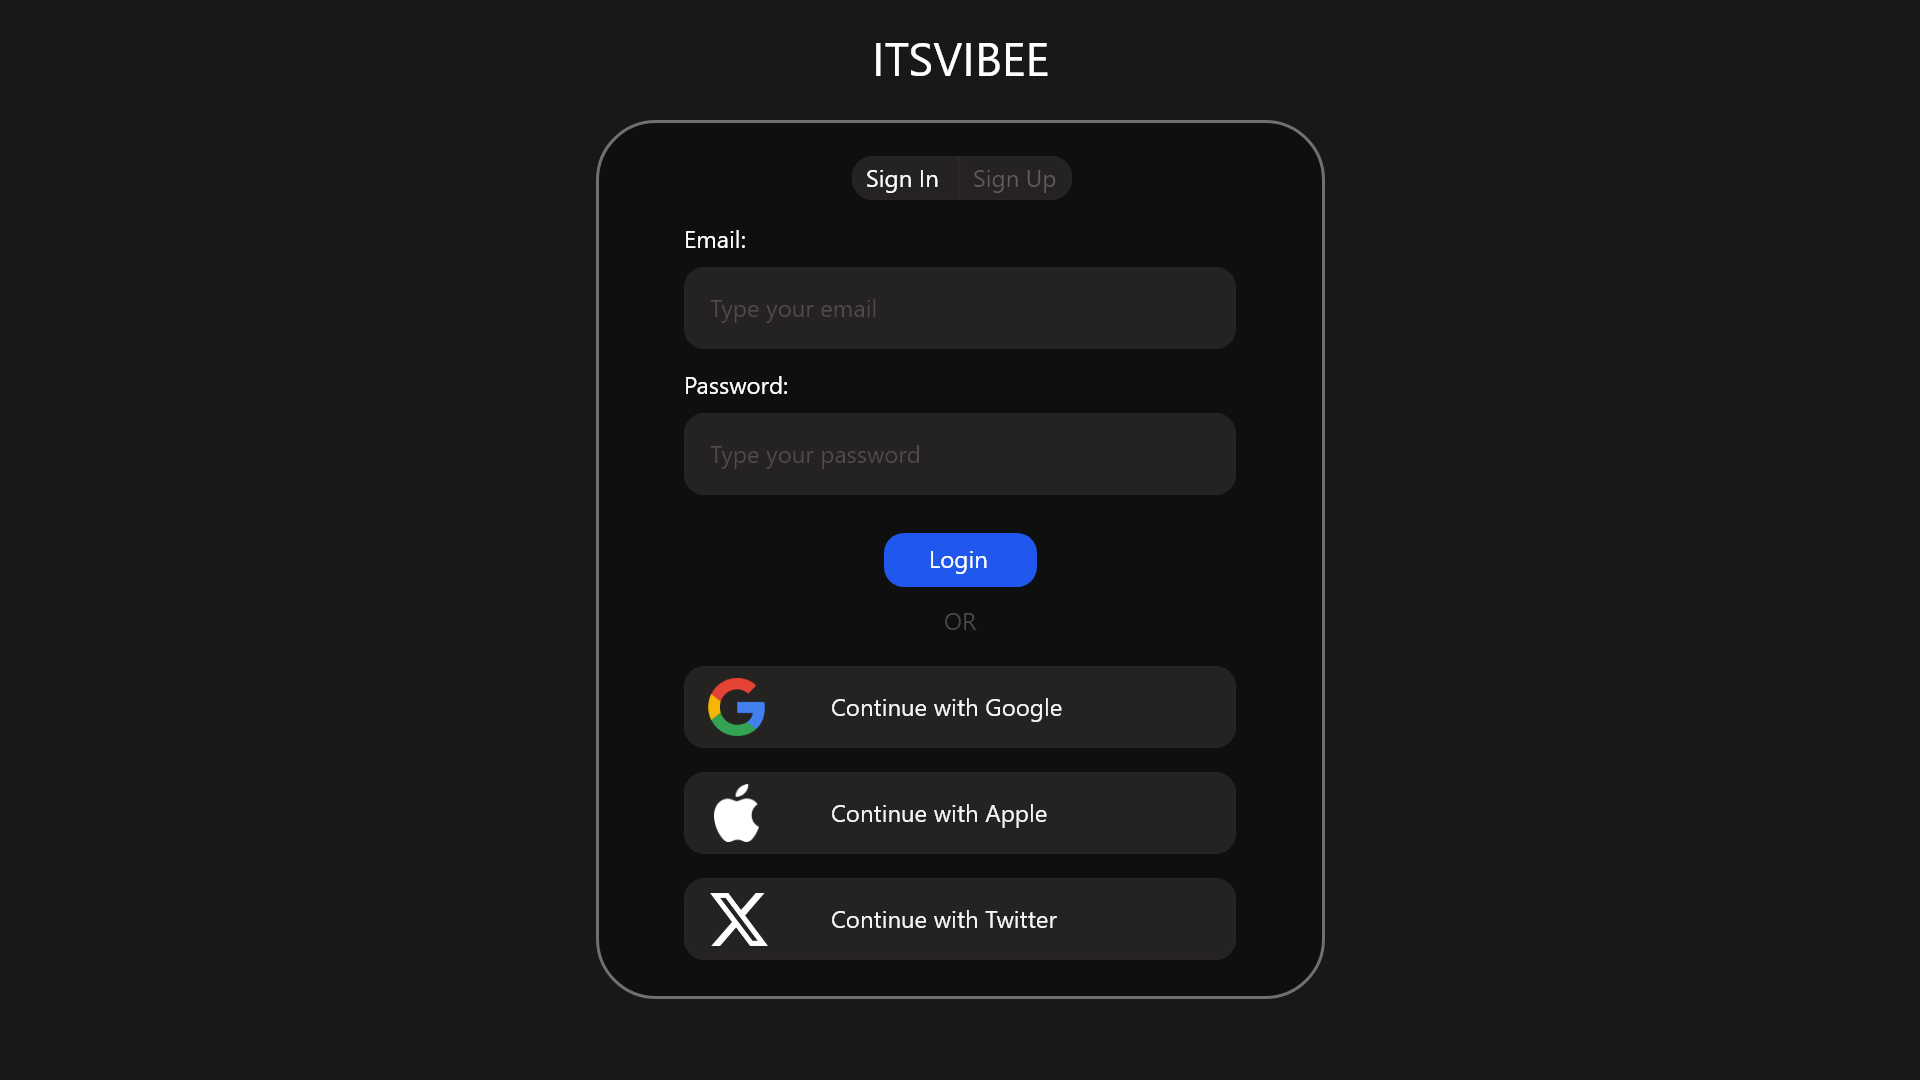 ITSVIBEE
Sign In Sign Up
Email:
Type your email
Password:
Type your password
Login
OR
Continue with Google
Continue with Apple
Continue with Twitter